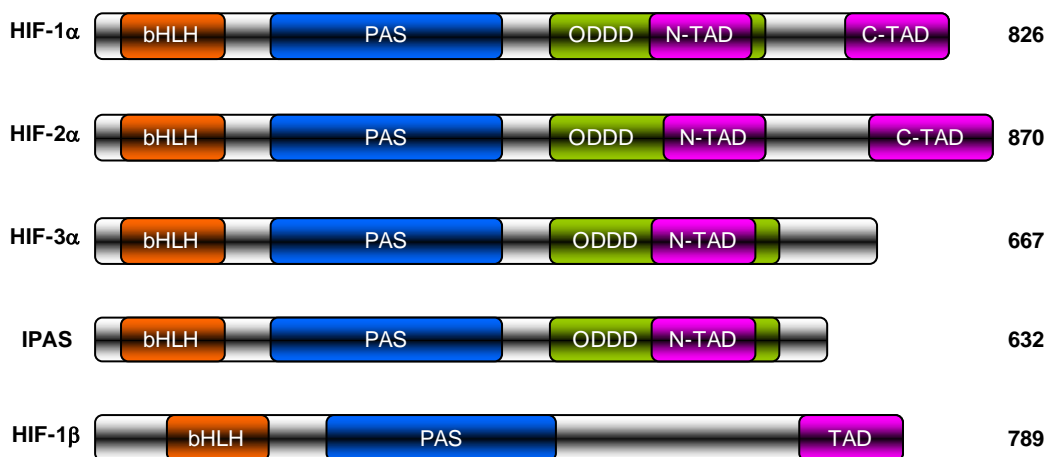 HIF-1α bHLH PAS ODDD N-TAD C-TAD 826
HIF-2α bHLH PAS ODDD N-TAD C-TAD 870
HIF-3α bHLH PAS ODDD N-TAD 667
IPAS bHLH PAS ODDD N-TAD 632
HIF-1β bHLH PAS TAD 789